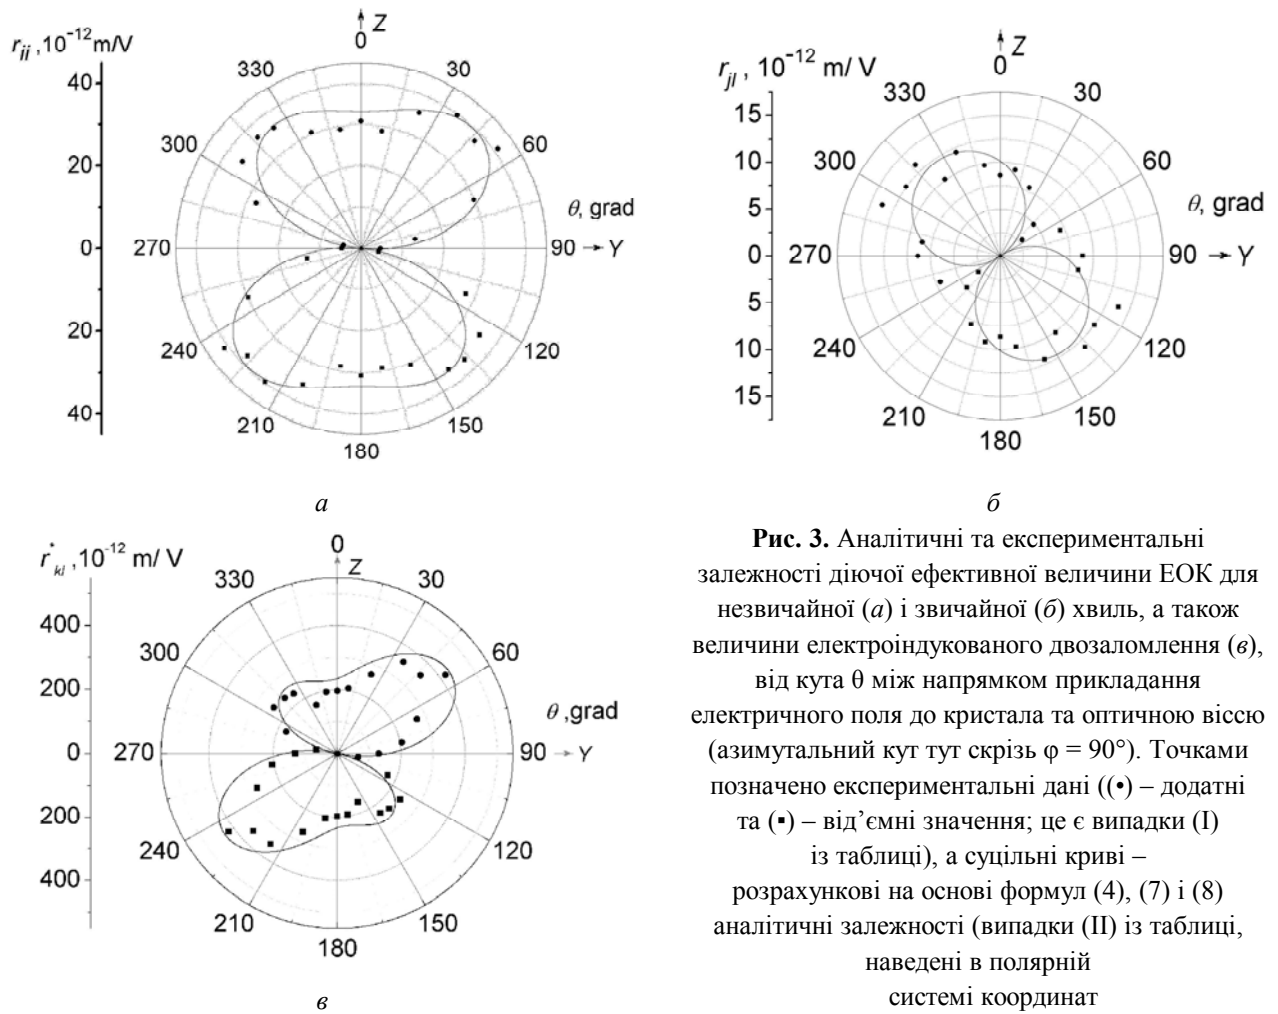 r_ii ,10⁻¹² m/V
Z
0
330
30
40
300
60
20
θ, grad
0
270
90
Y
20
240
120
40
210
150
180
а
r_jl , 10⁻¹² m/ V
Z
0
330
30
15
10
300
60
5
θ, grad
0
270
90
Y
5
10
240
120
15
210
150
180
б
r*_kl ,10⁻¹² m/ V
0
Z
330
30
400
300
60
200
θ ,grad
0
270
90
Y
200
240
120
400
210
150
180
в
Рис. 3. Аналітичні та експериментальні
залежності діючої ефективної величини ЕОК для
незвичайної (а) і звичайної (б) хвиль, а також
величини електроіндукованого двозаломлення (в),
від кута θ між напрямком прикладання
електричного поля до кристала та оптичною віссю
(азимутальний кут тут скрізь φ = 90°). Точками
позначено експериментальні дані ((•) – додатні
та (▪) – від’ємні значення; це є випадки (I)
із таблиці), а суцільні криві –
розрахункові на основі формул (4), (7) і (8)
аналітичні залежності (випадки (II) із таблиці,
наведені в полярній
системі координат